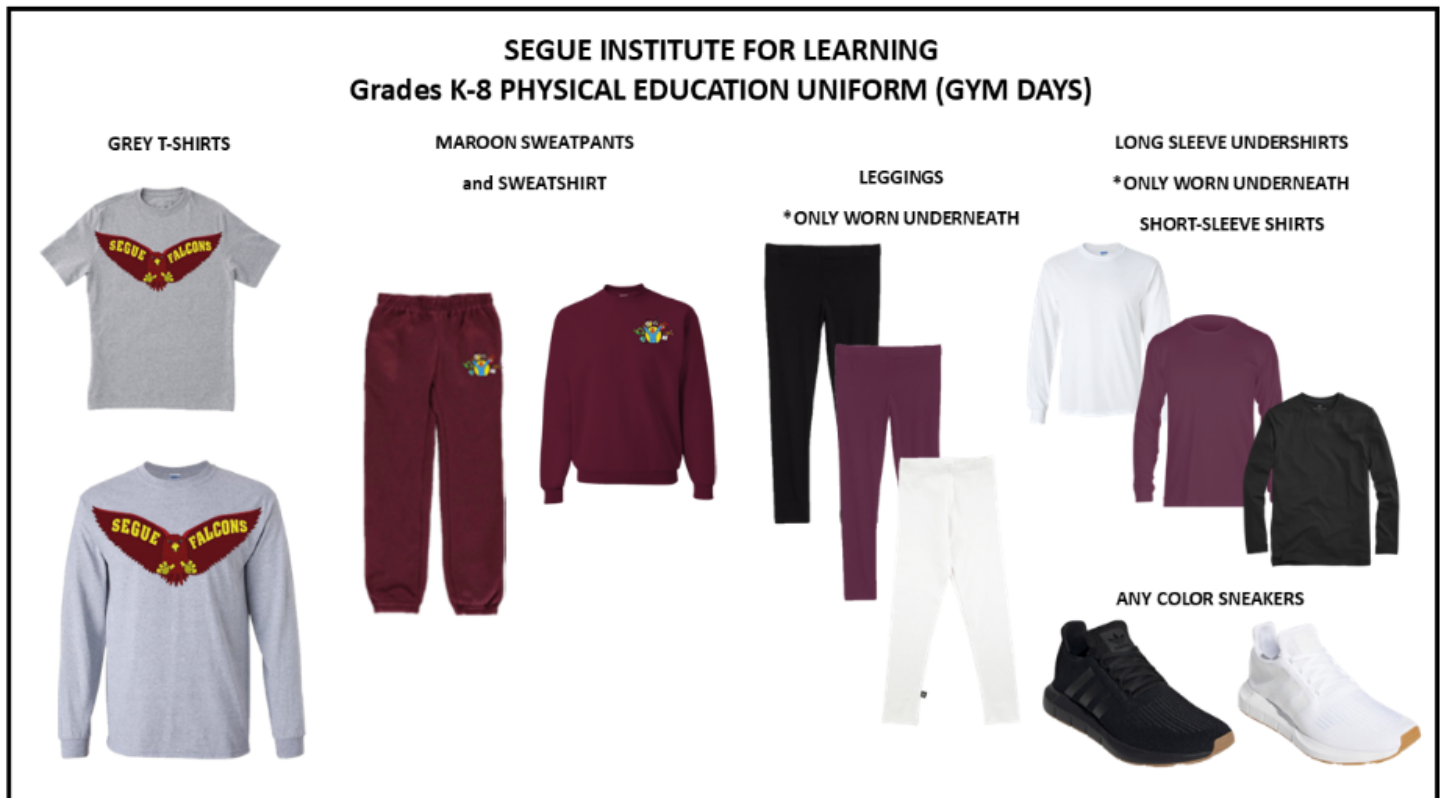 SEGUE INSTITUTE FOR LEARNING
Grades K-8 PHYSICAL EDUCATION UNIFORM (GYM DAYS)
GREY T-SHIRTS
SEGUE FALCONS
SEGUE FALCONS
MAROON SWEATPANTS
and SWEATSHIRT
LEGGINGS
*ONLY WORN UNDERNEATH
LONG SLEEVE UNDERSHIRTS
*ONLY WORN UNDERNEATH
SHORT-SLEEVE SHIRTS
ANY COLOR SNEAKERS